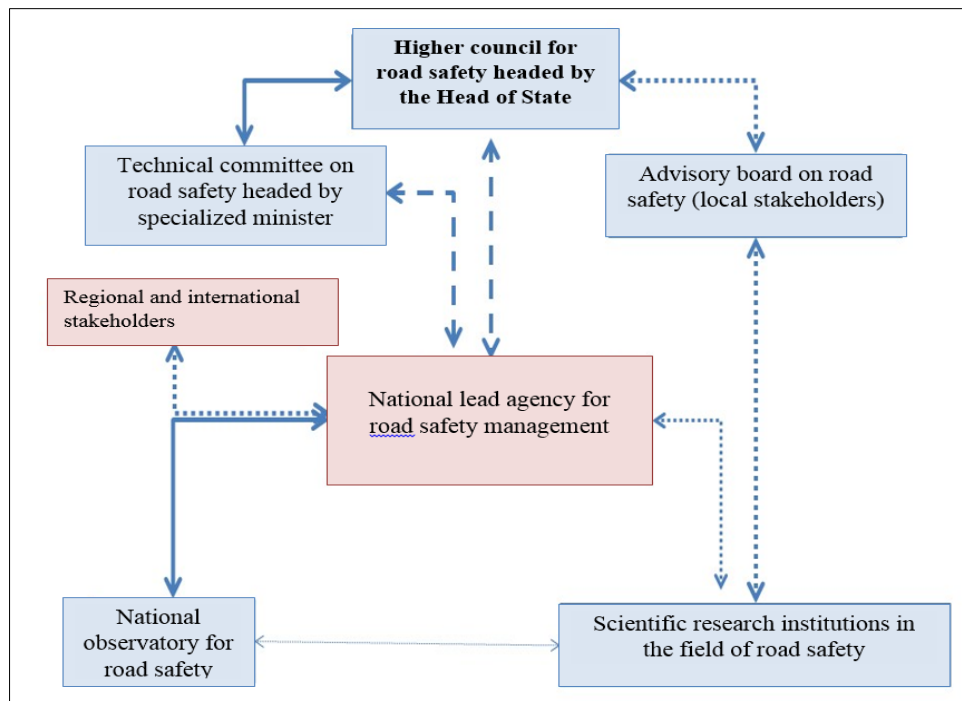 Higher council for
road safety headed by
the Head of State
Technical committee on
road safety headed by
specialized minister
Advisory board on road
safety (local stakeholders)
Regional and international
stakeholders
National lead agency for
road safety management
National
observatory for
road safety
Scientific research institutions in
the field of road safety